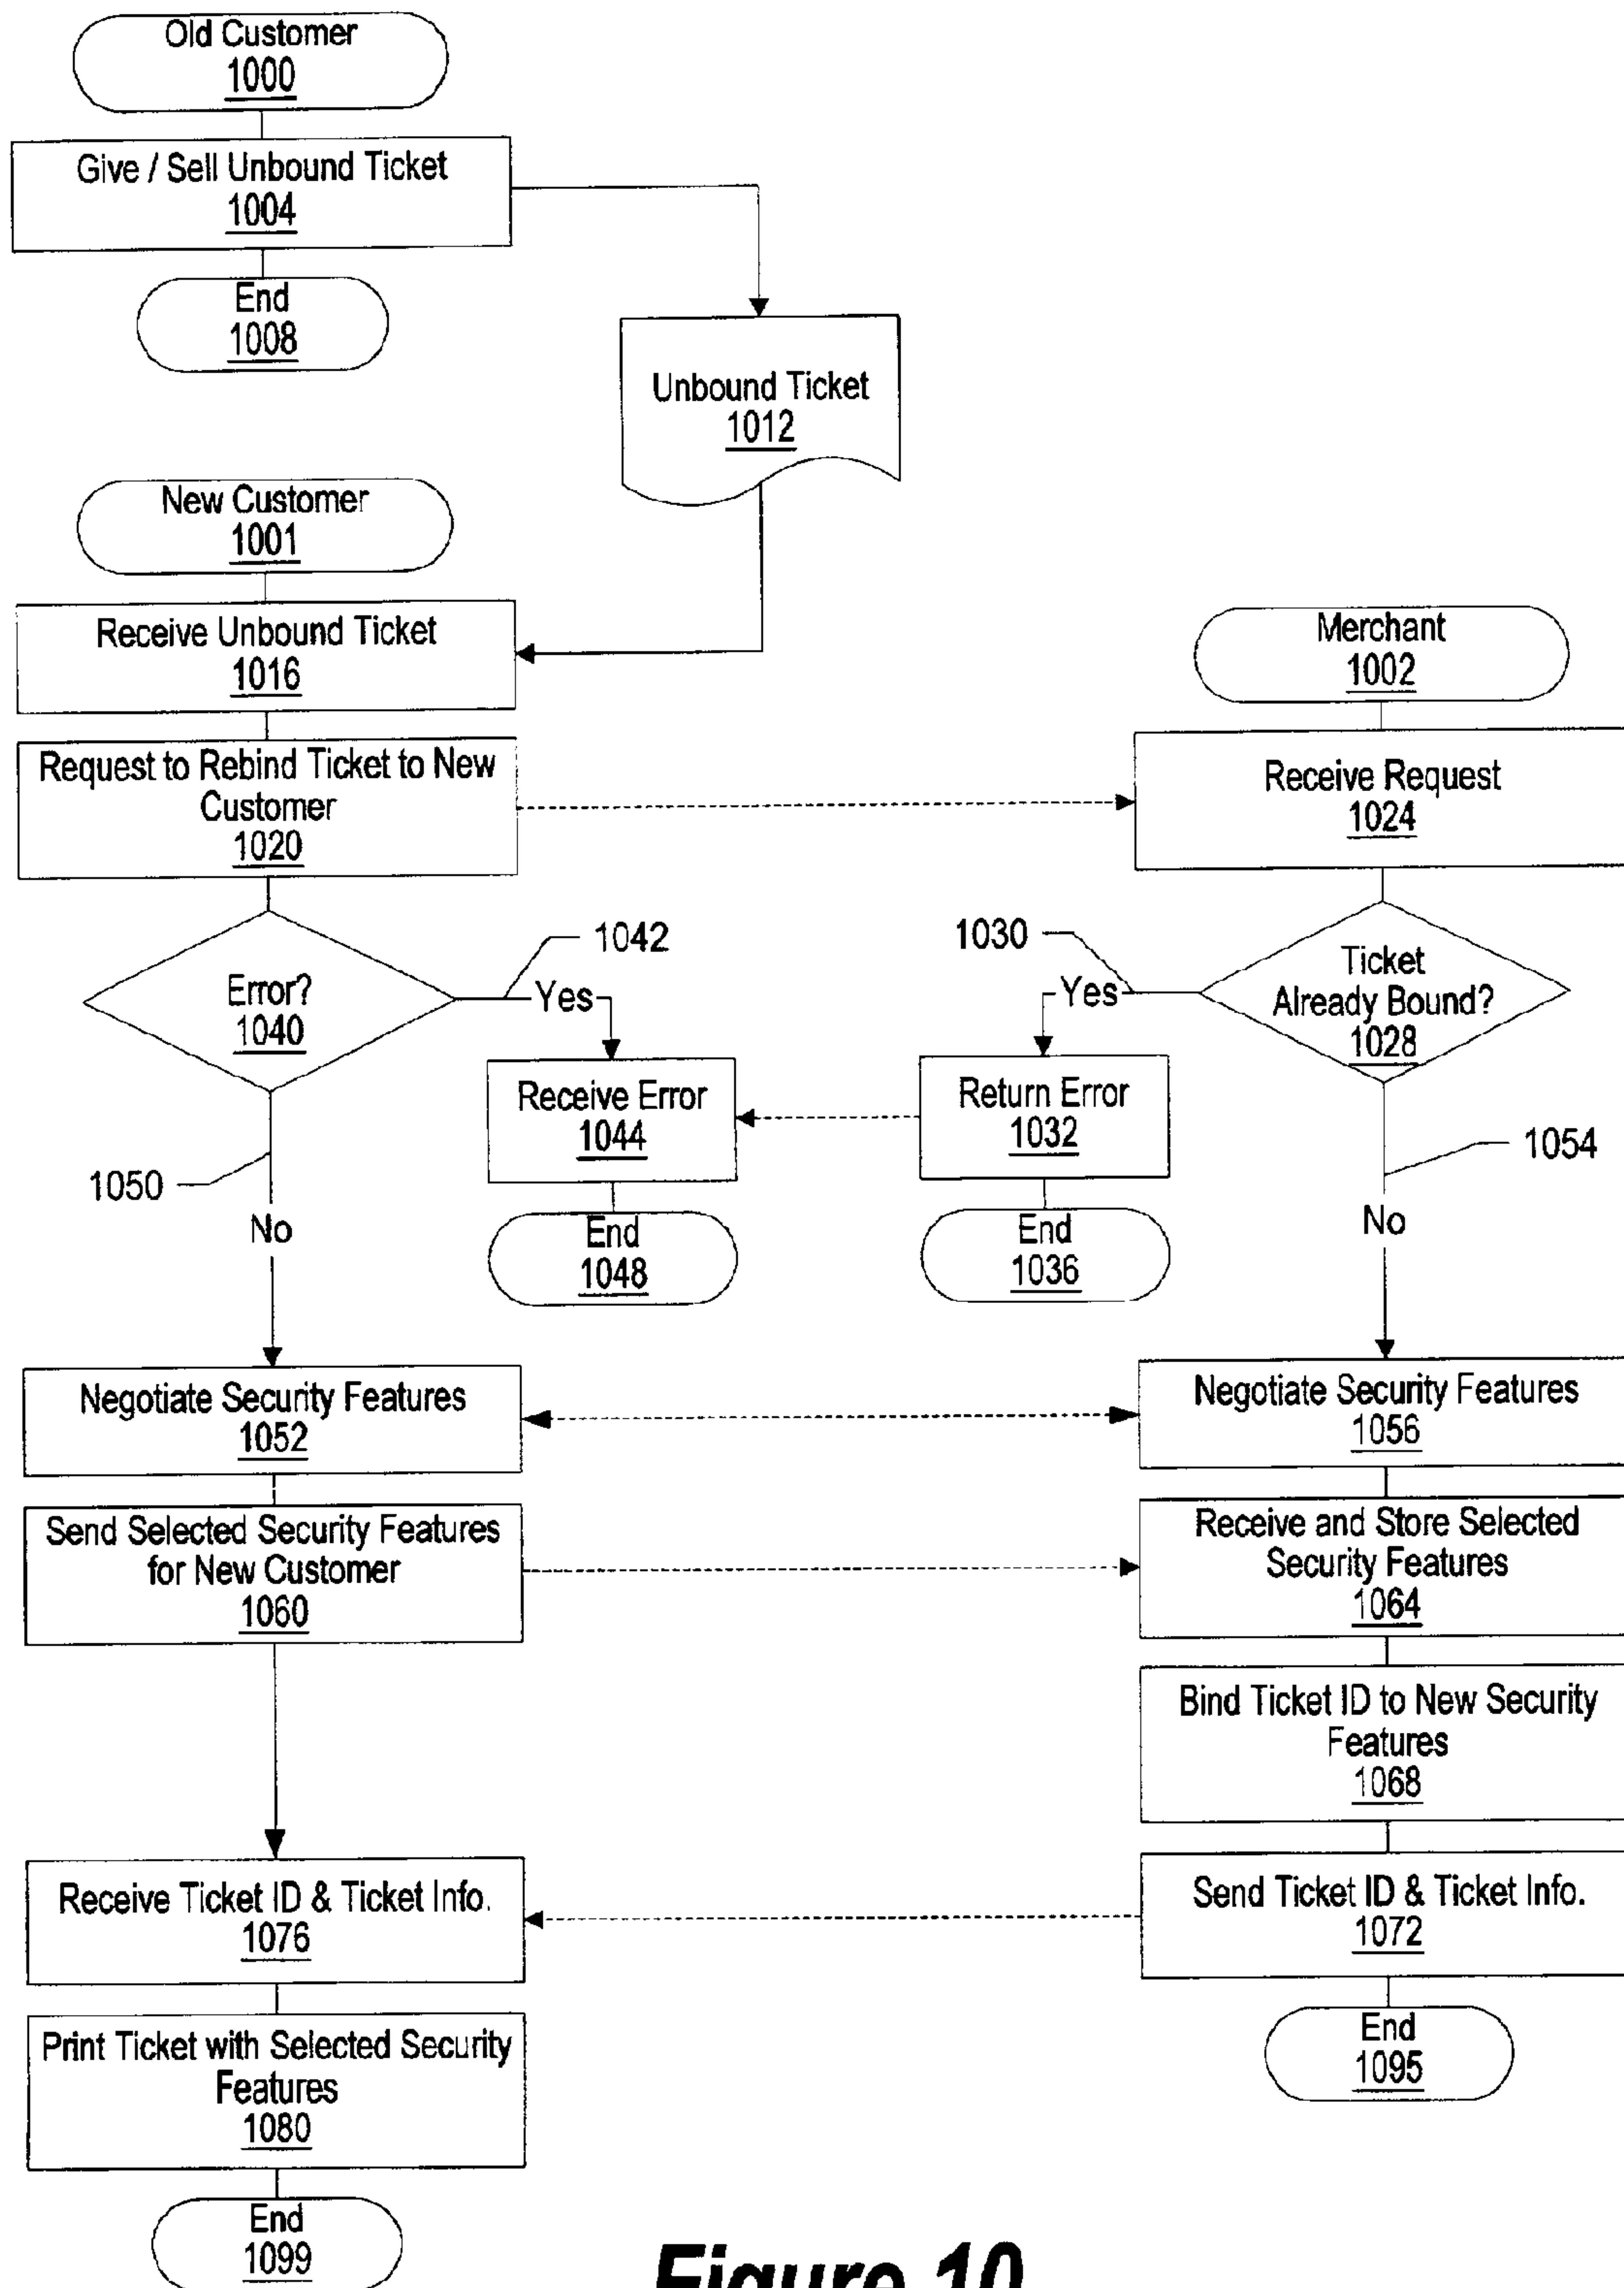 Old Customer
1000
Give / Sell Unbound Ticket
1004
End
1008
Unbound Ticket
1012
New Customer
1001
Receive Unbound Ticket
1016
Merchant
1002
Request to Rebind Ticket to New
Customer
1020
Receive Request
1024
Error?
1040
1042
Yes
1030
Yes
Ticket
Already Bound?
1028
Receive Error
1044
Return Error
1032
1050
No
1054
No
End
1048
End
1036
Negotiate Security Features
1052
Negotiate Security Features
1056
Send Selected Security Features
for New Customer
1060
Receive and Store Selected
Security Features
1064
Bind Ticket ID to New Security
Features
1068
Receive Ticket ID & Ticket Info.
1076
Send Ticket ID & Ticket Info.
1072
Print Ticket with Selected Security
Features
1080
End
1095
End
1099
Figure 10